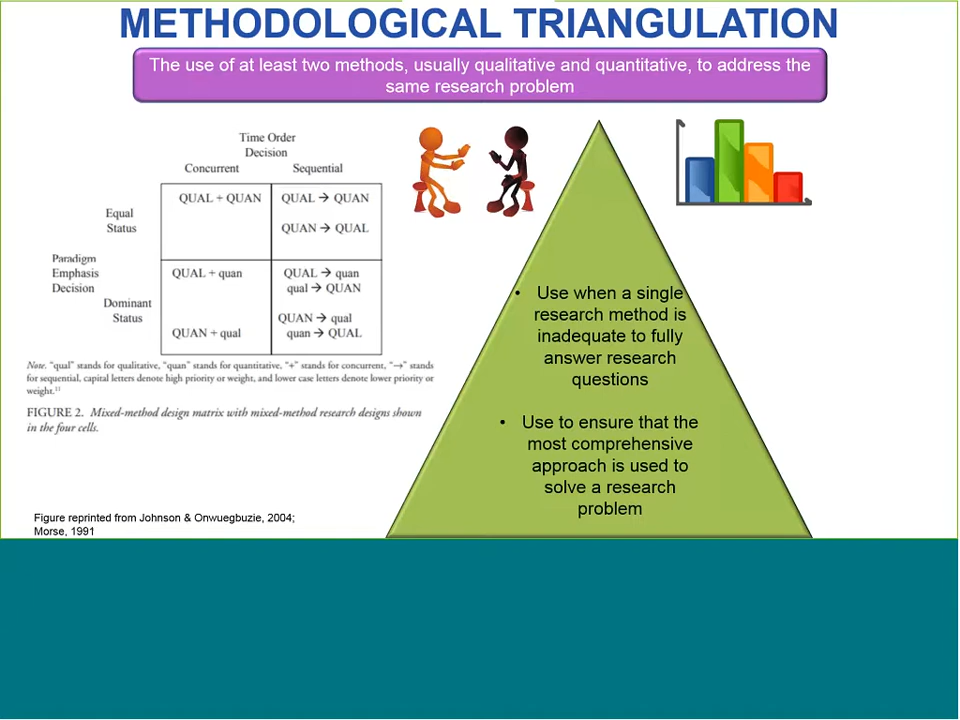 METHODOLOGICAL TRIANGULATION
The use of at least two methods, usually qualitative and quantitative, to address the
same research problem
Time Order
Decision
Concurrent Sequential
QUAL + QUAN QUAL → QUAN
Equal
Status
QUAN → QUAL
Paradigm
Emphasis
Decision
QUAL + quan QUAL → quan
qual → QUAN
Dominant
Status
QUAN → qual
QUAN + qual quan → QUAL
Note. “qual” stands for qualitative, “quan” stands for quantitative, “+” stands for concurrent, “→” stands
for sequential, capital letters denote high priority or weight, and lower case letters denote lower priority or
weight.11
FIGURE 2. Mixed-method design matrix with mixed-method research designs shown
in the four cells.
Figure reprinted from Johnson & Onwuegbuzie, 2004;
Morse, 1991
• Use when a single
research method is
inadequate to fully
answer research
questions
• Use to ensure that the
most comprehensive
approach is used to
solve a research
problem